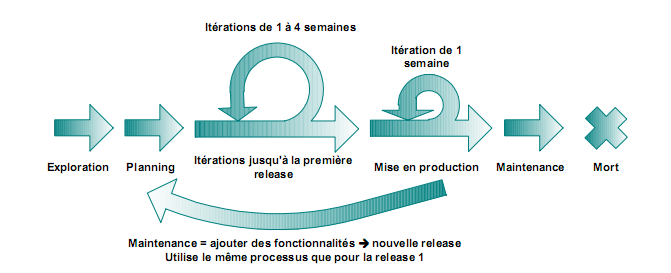 Itérations de 1 à 4 semaines
Itération de 1
semaine
Exploration
Planning
Itérations jusqu'à la première
release
Mise en production
Maintenance
Mort
Maintenance = ajouter des fonctionnalités ➔ nouvelle release
Utilise le même processus que pour la release 1